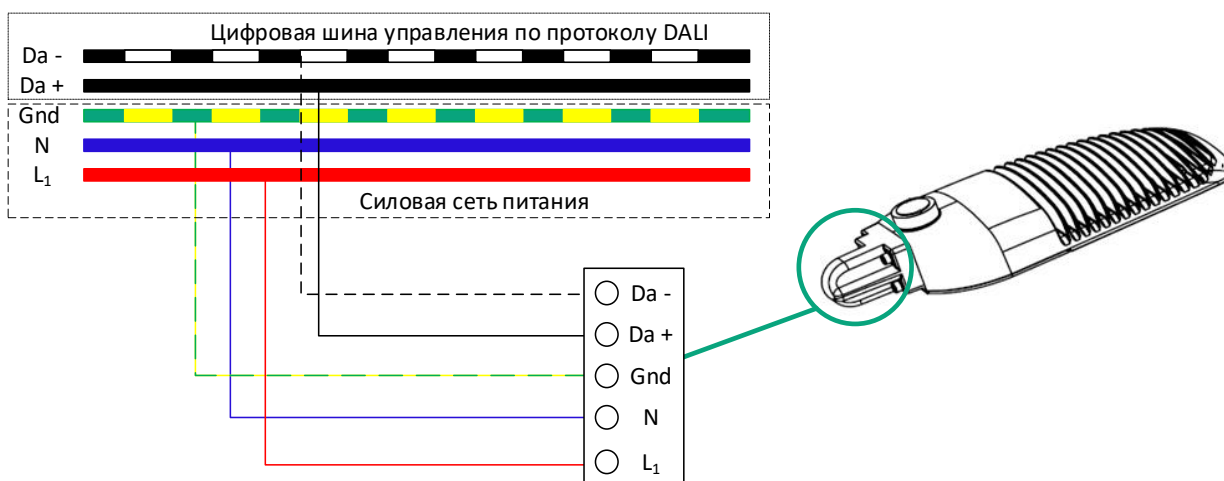 Цифровая шина управления по протоколу DALI
Da -
Da +
Gnd
N
L₁
Силовая сеть питания
Da -
Da +
Gnd
N
L₁